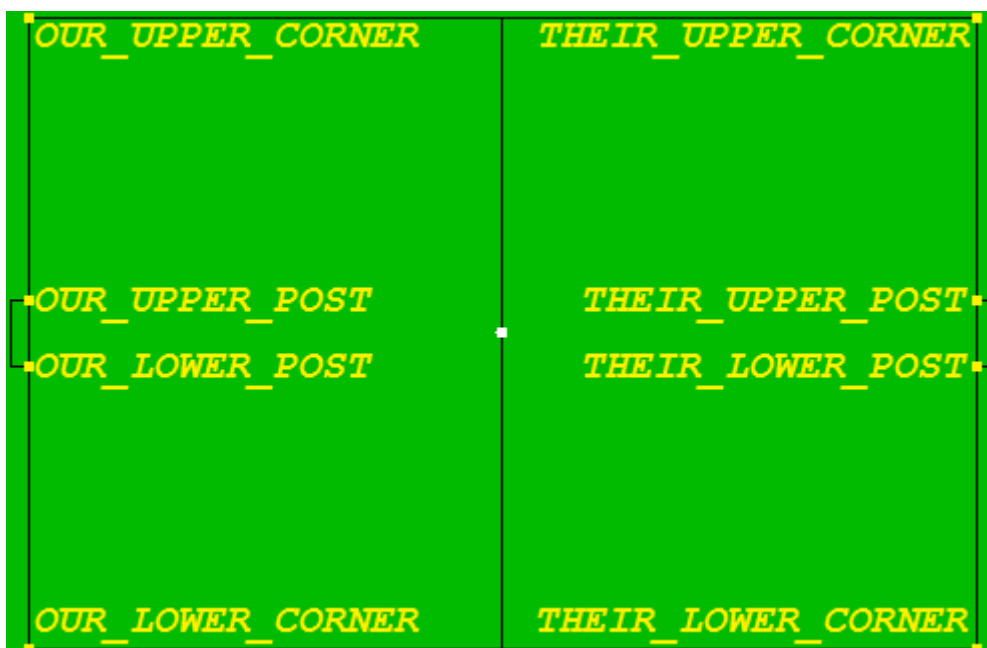 OUR_UPPER_CORNER THEIR_UPPER_CORNER
OUR_UPPER_POST THEIR_UPPER_POST
OUR_LOWER_POST THEIR_LOWER_POST
OUR_LOWER_CORNER THEIR_LOWER_CORNER